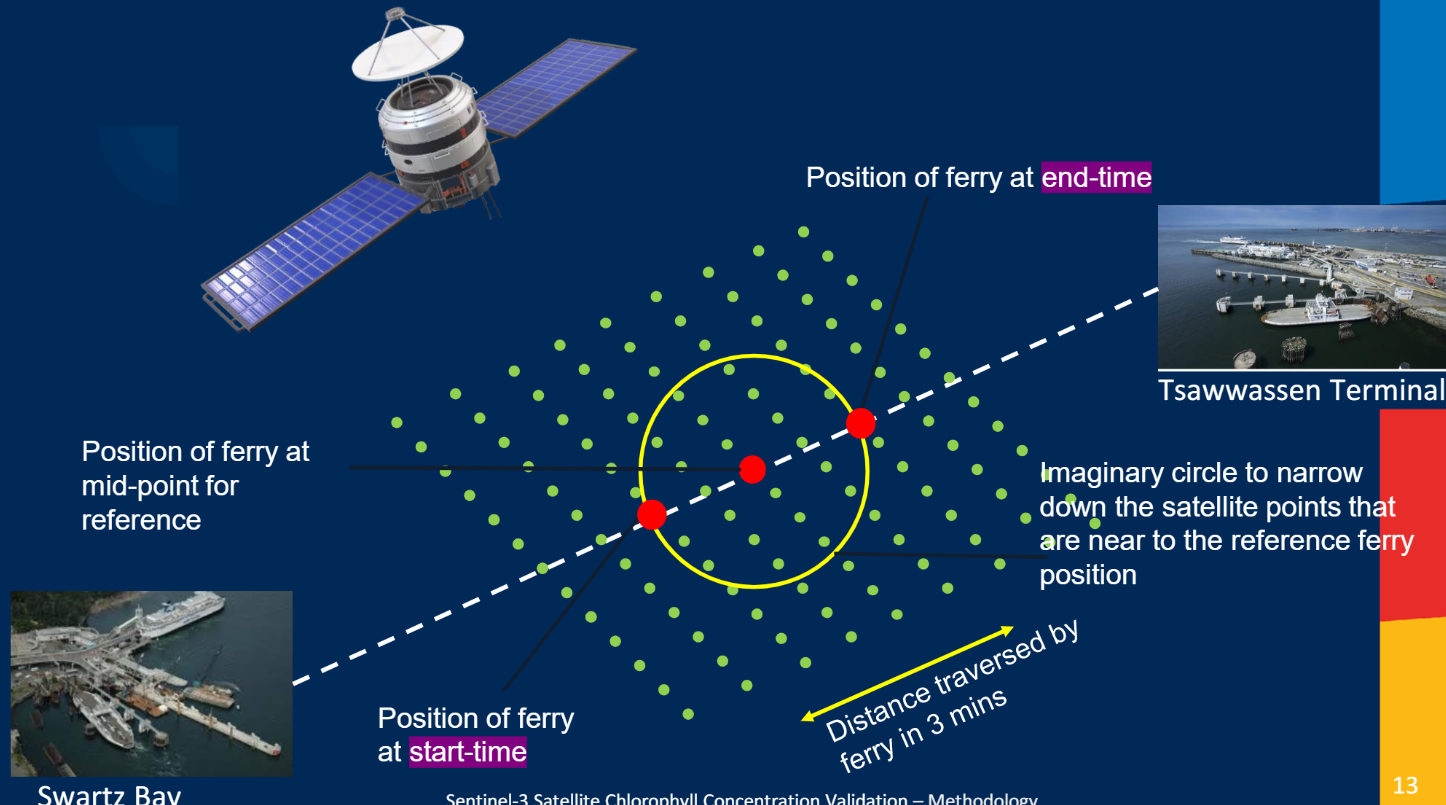 Position of ferry at end-time
Tsawwassen Terminal
Position of ferry at
mid-point for
reference
Imaginary circle to narrow
down the satellite points that
are near to the reference ferry
position
Distance traversed by
ferry in 3 mins
Position of ferry
at start-time
Swartz Bay
Sentinel-3 Satellite Chlorophyll Concentration Validation – Methodology
13